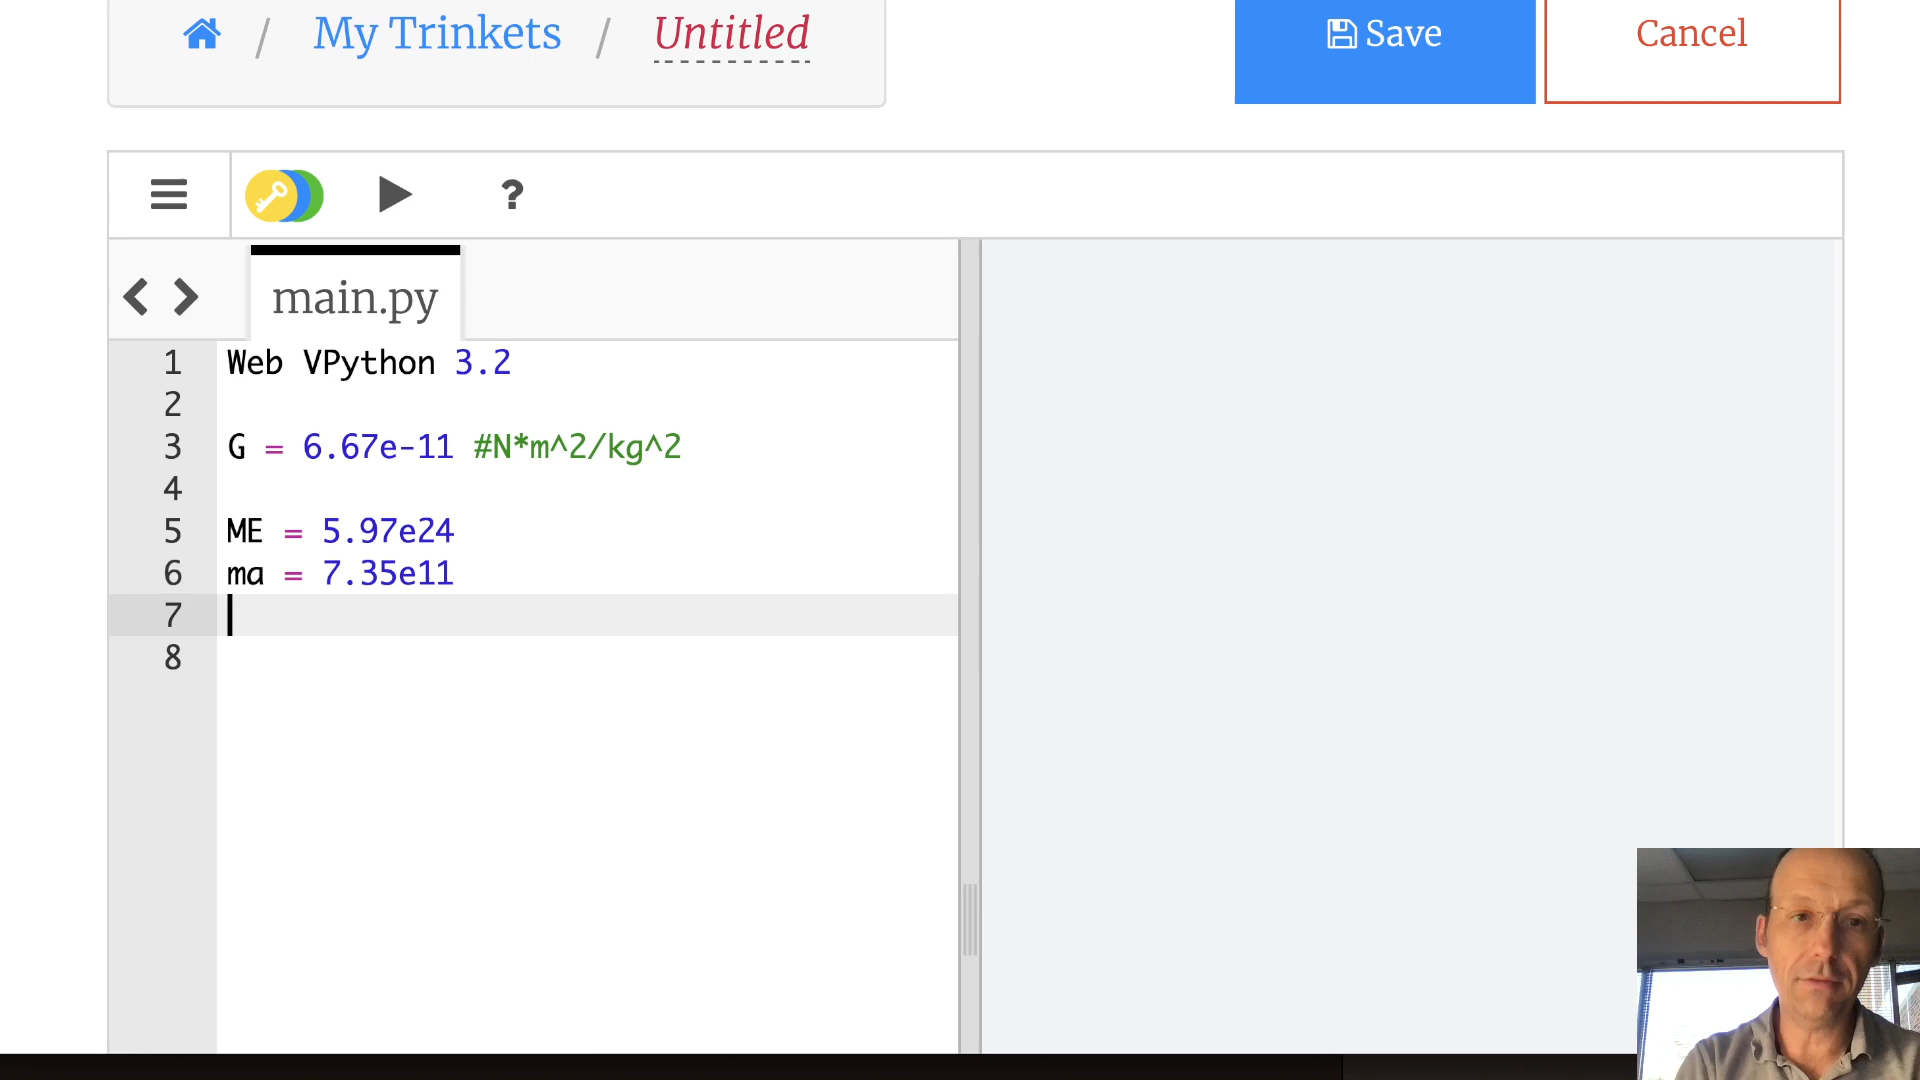 / My Trinkets / Untitled
Save
Cancel
?
main.py
1 Web VPython 3.2
2
3 G = 6.67e-11 #N*m^2/kg^2
4
5 ME = 5.97e24
6 ma = 7.35e11
7
8